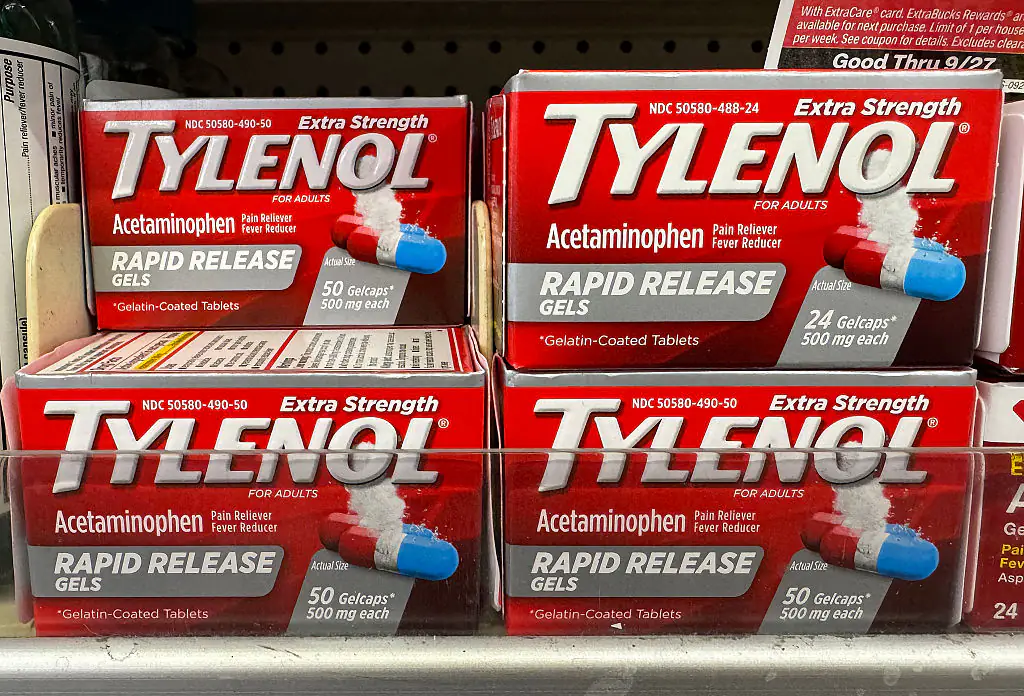 Purpose
Pain reliever/fever reducer
With ExtraCare® card. ExtraBucks Rewards®
available for next purchase. Limit of 1 per
per week. See coupon for details. Excludes
Good Thru 9/27
NDC 50580-490-50 Extra Strength
TYLENOL®
FOR ADULTS
Acetaminophen Pain Reliever
Fever Reducer
RAPID RELEASE
GELS
Actual Size
50 Gelcaps*
500 mg each
*Gelatin-Coated Tablets
NDC 50580-488-24 Extra Strength
TYLENOL®
FOR ADULTS
Acetaminophen Pain Reliever
Fever Reducer
RAPID RELEASE
GELS
Actual Size
24 Gelcaps*
500 mg each
*Gelatin-Coated Tablets
NDC 50580-490-50 Extra Strength
TYLENOL®
FOR ADULTS
Acetaminophen Pain Reliever
Fever Reducer
RAPID RELEASE
GELS
Actual Size
50 Gelcaps*
500 mg each
*Gelatin-Coated Tablets
NDC 50580-490-50 Extra Strength
TYLENOL®
FOR ADULTS
Acetaminophen Pain Reliever
Fever Reducer
RAPID RELEASE
GELS
Actual Size
50 Gelcaps*
500 mg each
*Gelatin-Coated Tablets
24